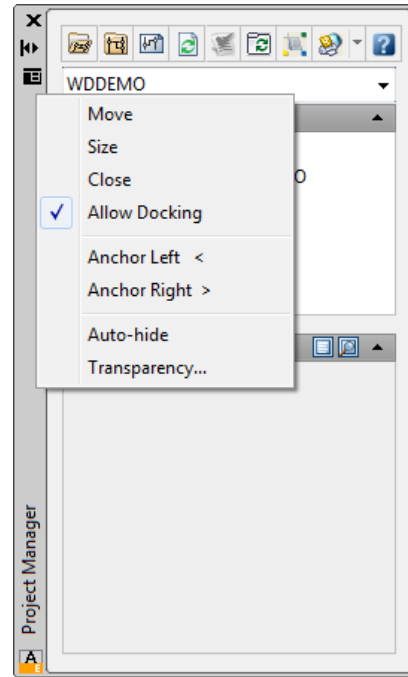 WDDEMO
Move
Size
Close
O
Allow Docking
Anchor Left <
Anchor Right >
Auto-hide
Transparency...
Project Manager
A
E